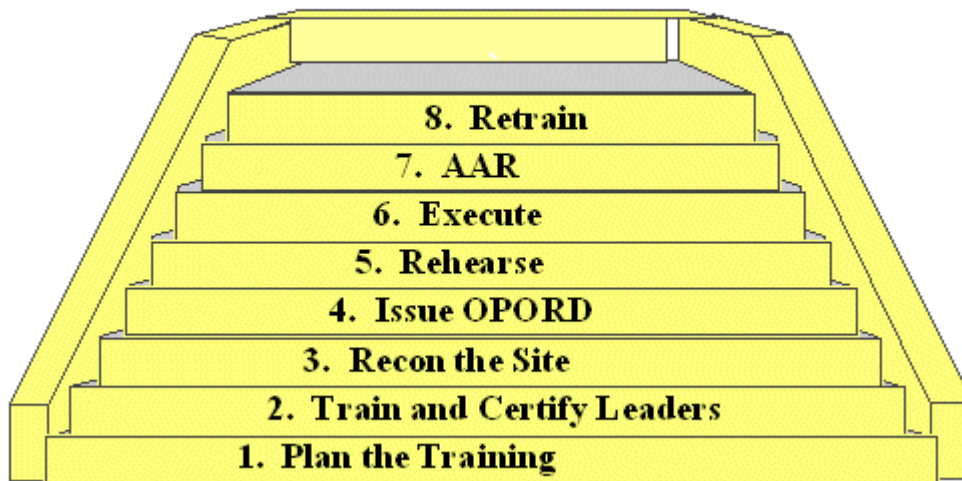 8. Retrain
7. AAR
6. Execute
5. Rehearse
4. Issue OPORD
3. Recon the Site
2. Train and Certify Leaders
1. Plan the Training